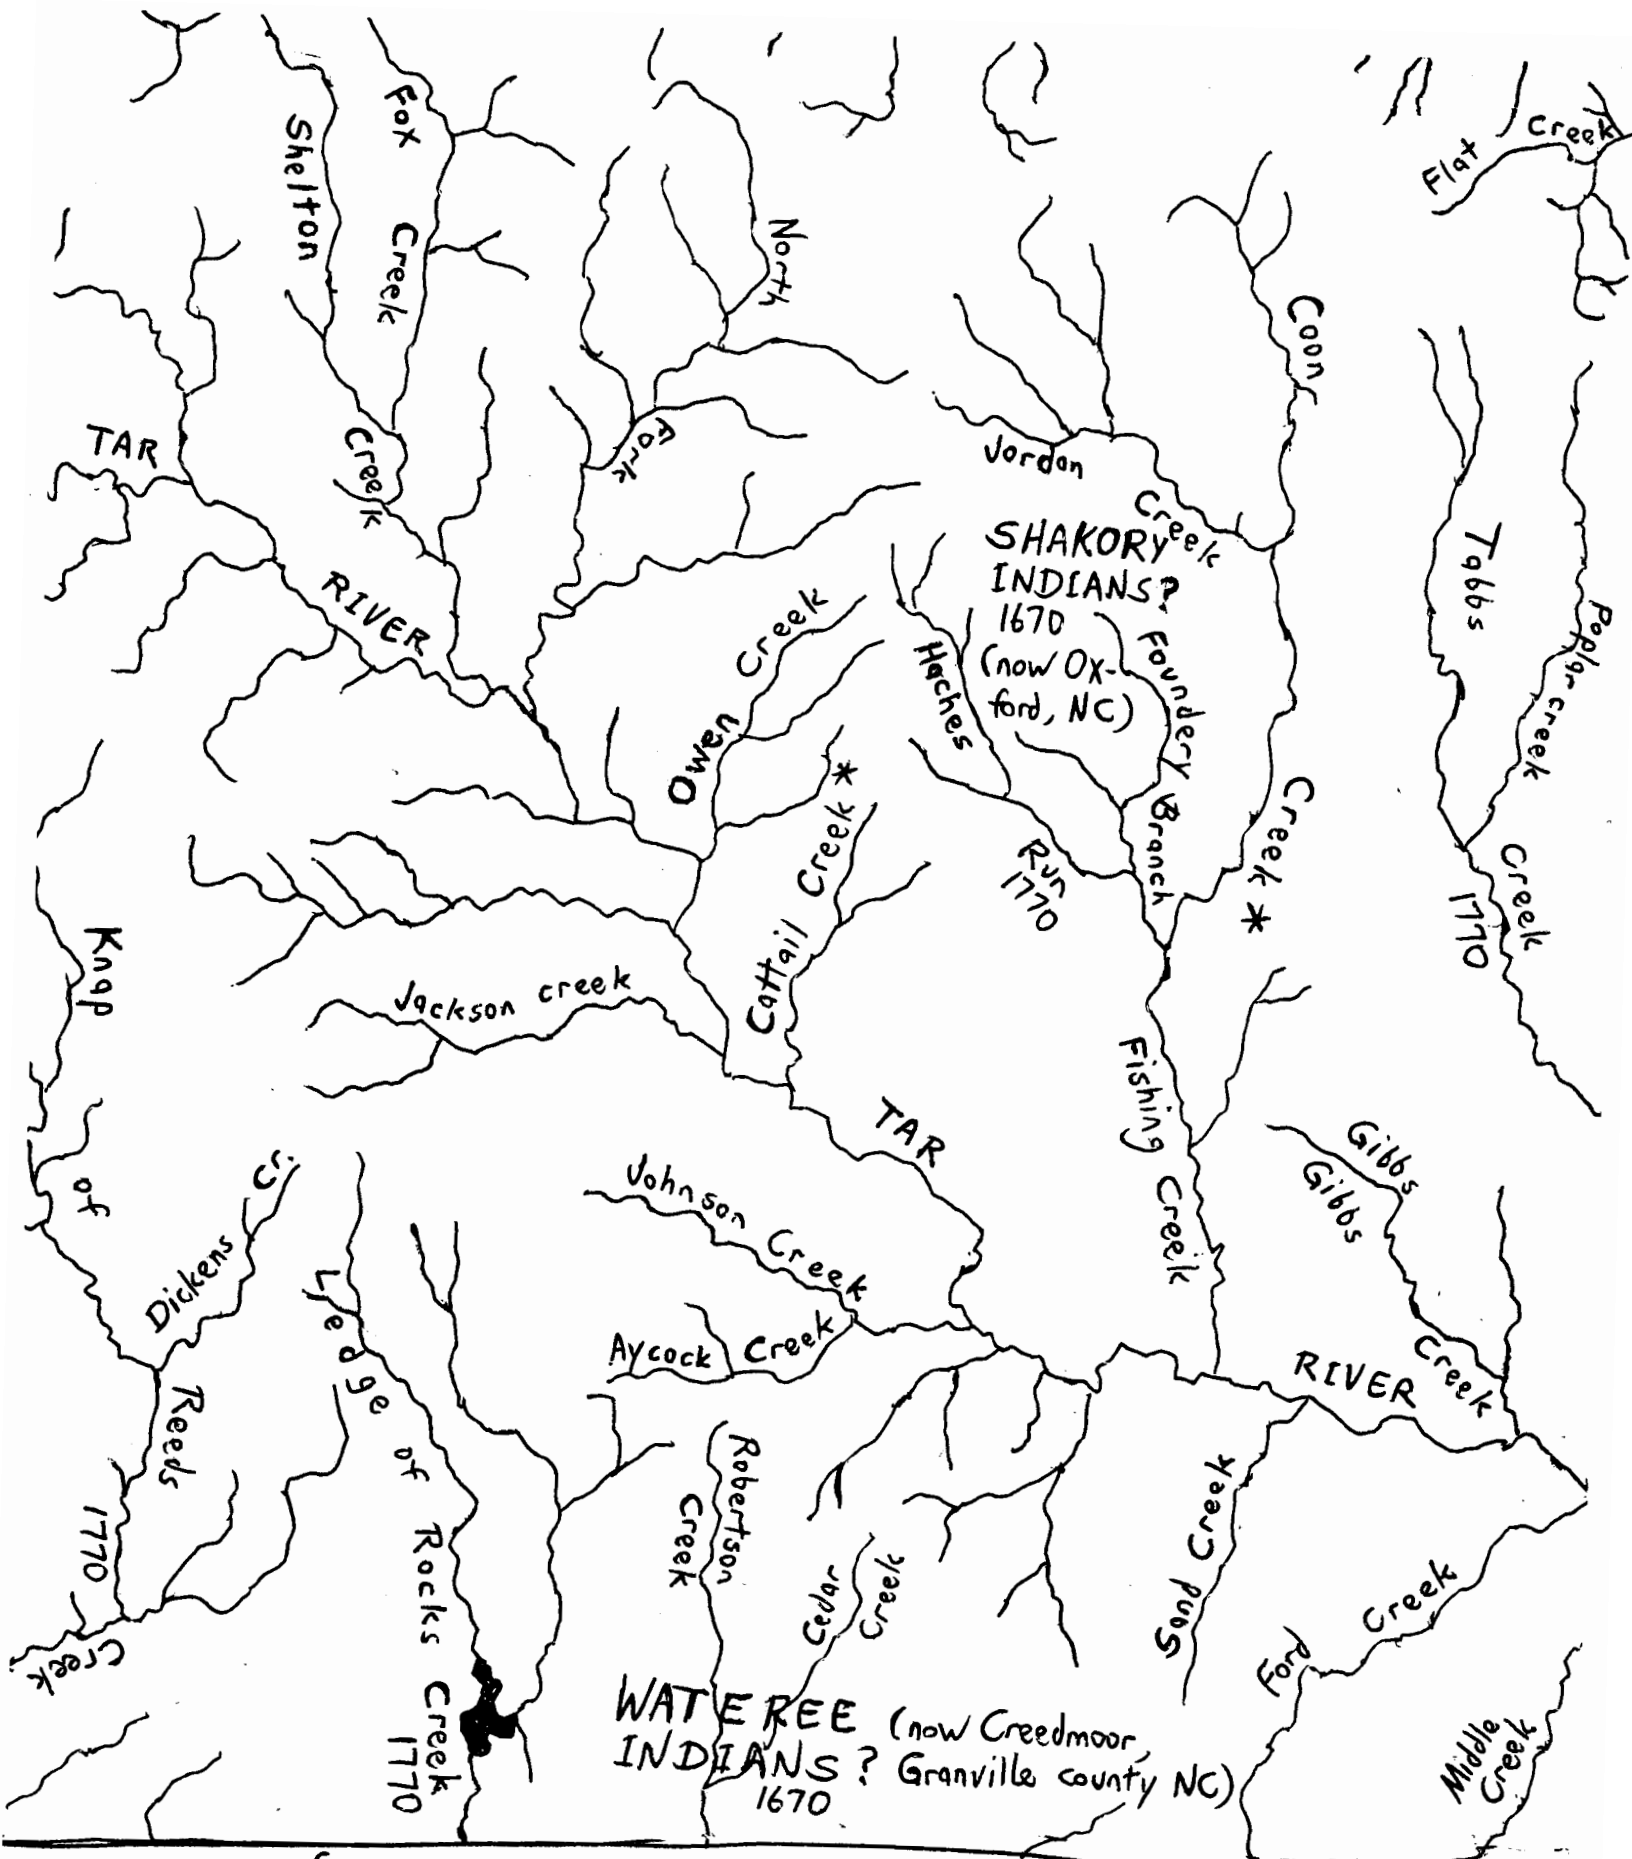 Shelton
Creek
Fox Creek
North
Fork
Flax Creek
Coon
Creek *
TAR
RIVER
Jordan
Creek
SHAKORY
INDIANS?
1670
(now Ox-
ford, NC)
Haches
Run
1770
Foundery Branch
Tabbs
Creek
1770
Poplar creek
Owen Creek
*
Cattail Creek
Knap
of
Reeds
1770
Creek
Jackson creek
Fishing
Creek
TAR
RIVER
Gibbs
Gibbs
Creek
Johnson
Creek
Aycock Creek
Dickens Cr.
Ledge of Rocks Creek
1770
Robertson
Creek
Cedar
Creek
Sand Creek
Ford Creek
Middle
Creek
WATEREE (now Creedmoor,
INDIANS? Granville county NC)
1670